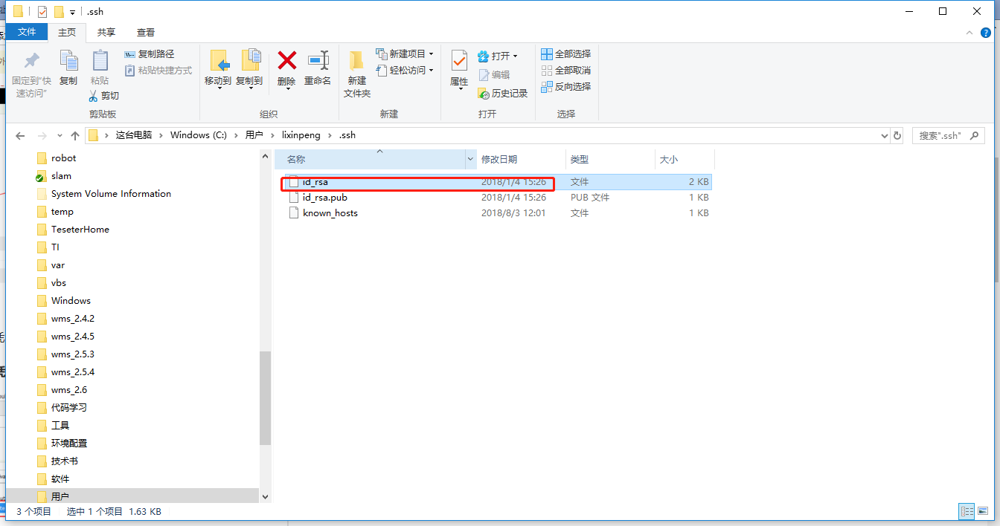 .ssh
文件 主页 共享 查看
固定到"快速访问" 复制 粘贴 复制路径 粘贴快捷方式 剪切 移动到 复制到 删除 重命名 新建文件夹 新建项目 轻松访问 属性 打开 编辑 历史记录 全部选择 全部取消 反向选择
剪贴板 组织 新建 打开 选择
这台电脑 Windows (C:) 用户 lixinpeng .ssh 搜索".ssh"
robot
slam
System Volume Information
temp
TeseterHome
TI
var
vbs
Windows
wms_2.4.2
wms_2.4.5
wms_2.5.3
wms_2.5.4
wms_2.6
代码学习
工具
环境配置
技术书
软件
用户
名称 修改日期 类型 大小
id_rsa 2018/1/4 15:26 文件 2 KB
id_rsa.pub 2018/1/4 15:26 PUB 文件 1 KB
known_hosts 2018/8/3 12:01 文件 1 KB
3 个项目 选中 1 个项目 1.63 KB